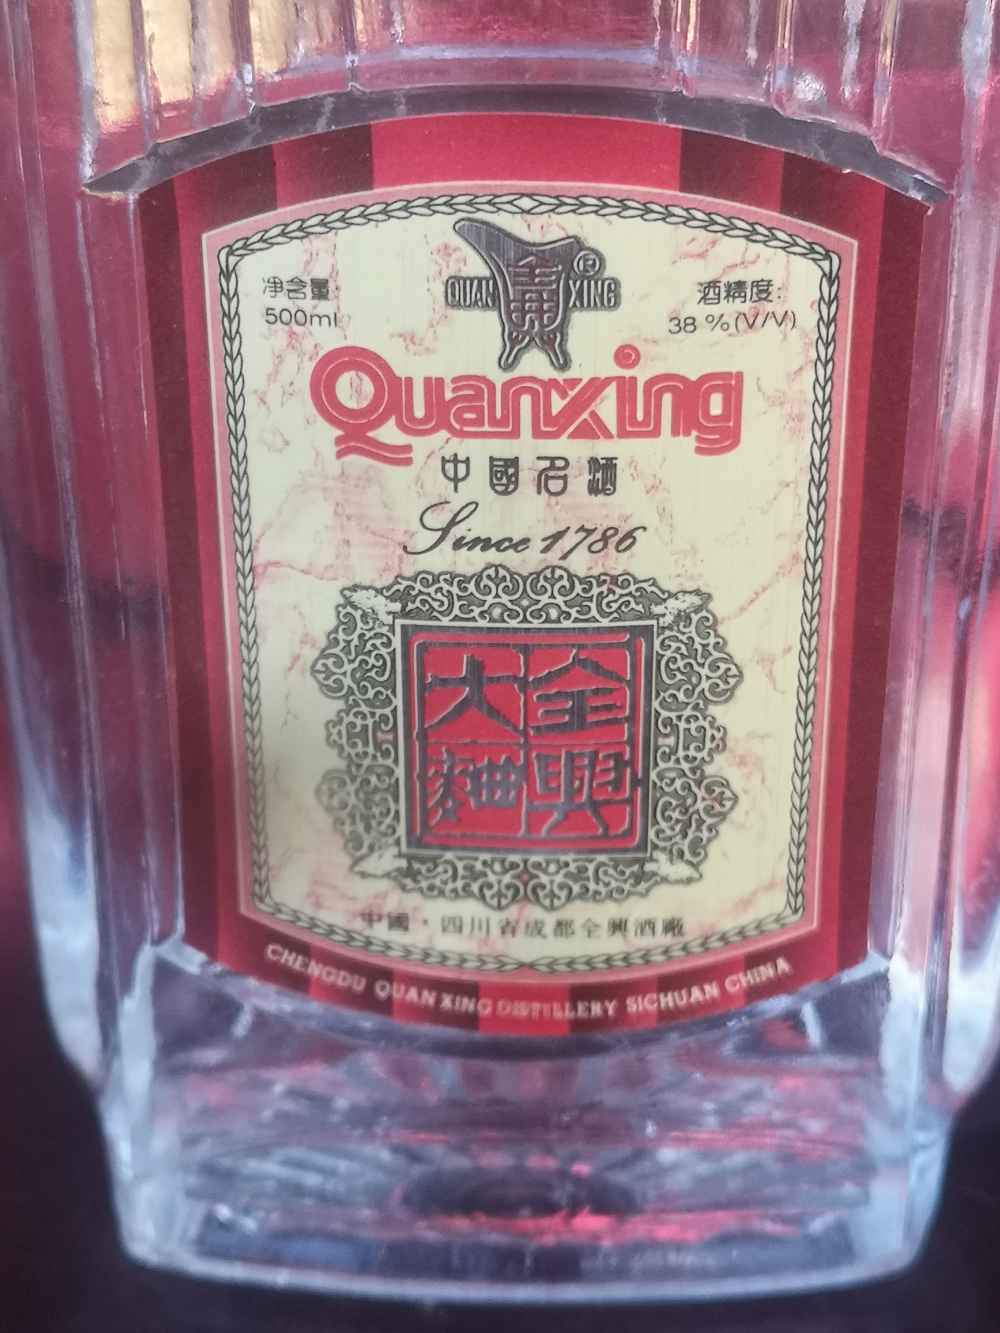 全興
QUAN XING ®
净含量:
500ml
酒精度:
38 %(V/V)
Quanxing
中國名酒
Since 1786
全興
大麯
中國·四川省成都全興酒廠
CHENGDU QUAN XING DISTILLERY SICHUAN CHINA